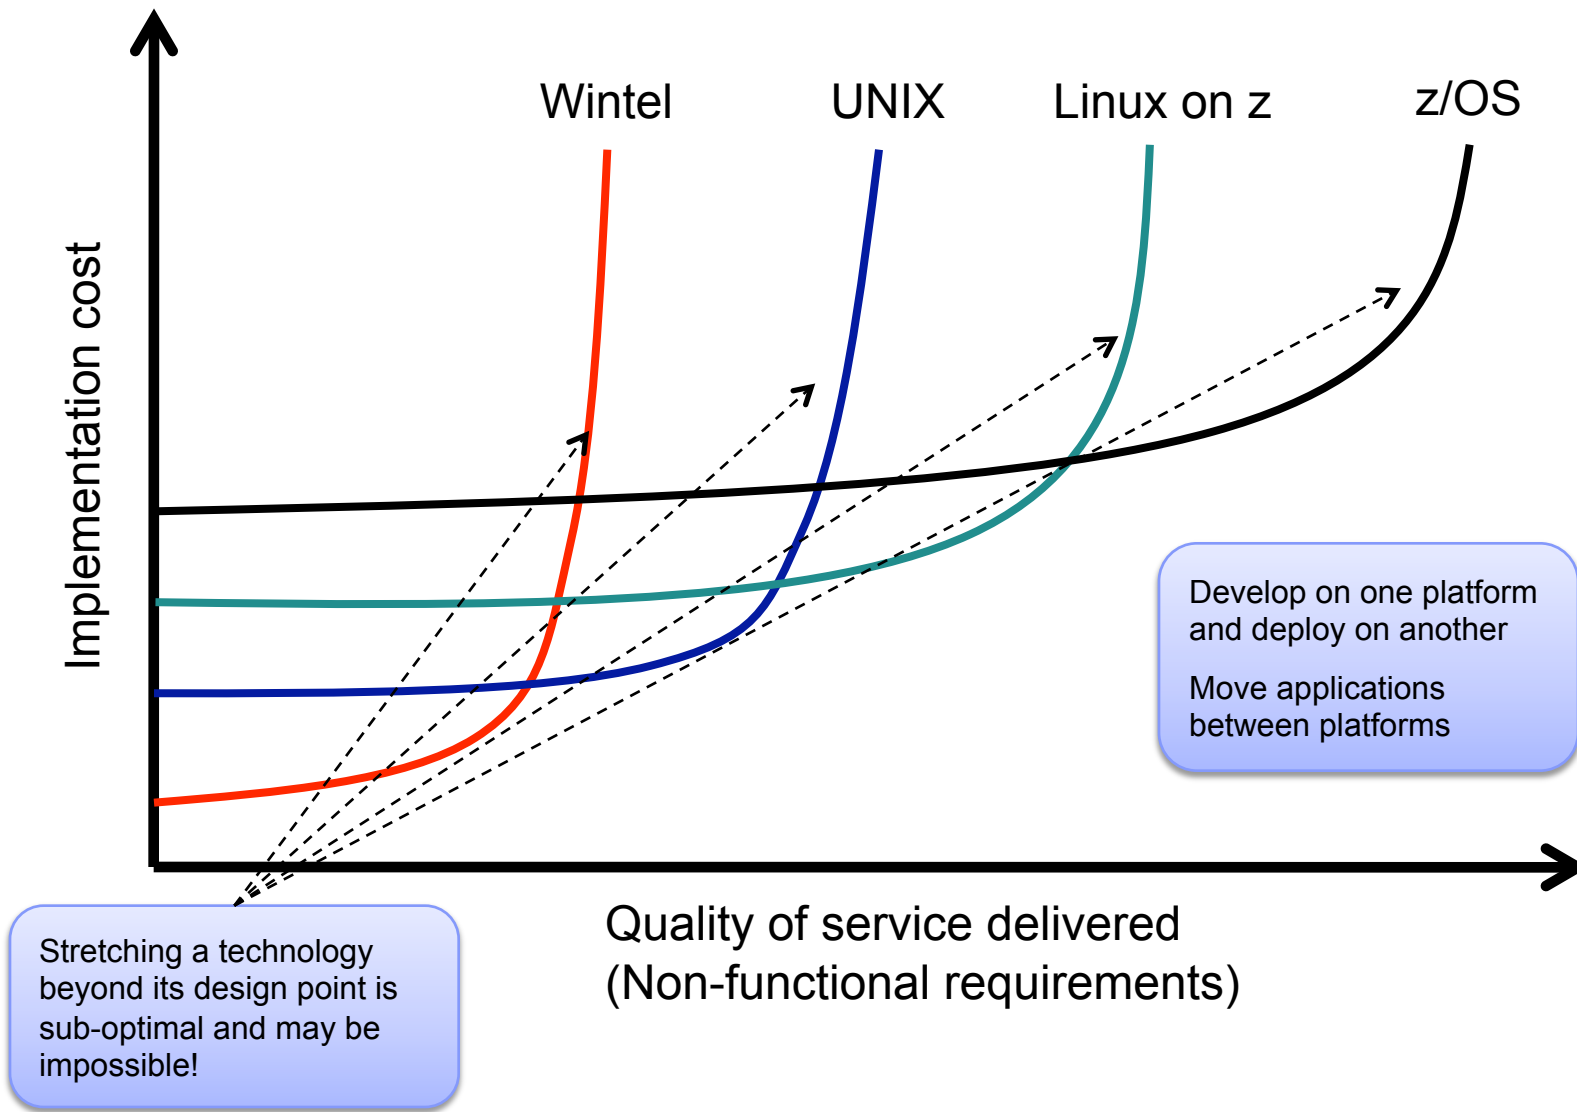 Wintel
UNIX
Linux on z
z/OS
Implementation cost
Develop on one platform
and deploy on another
Move applications
between platforms
Quality of service delivered
(Non-functional requirements)
Stretching a technology
beyond its design point is
sub-optimal and may be
impossible!